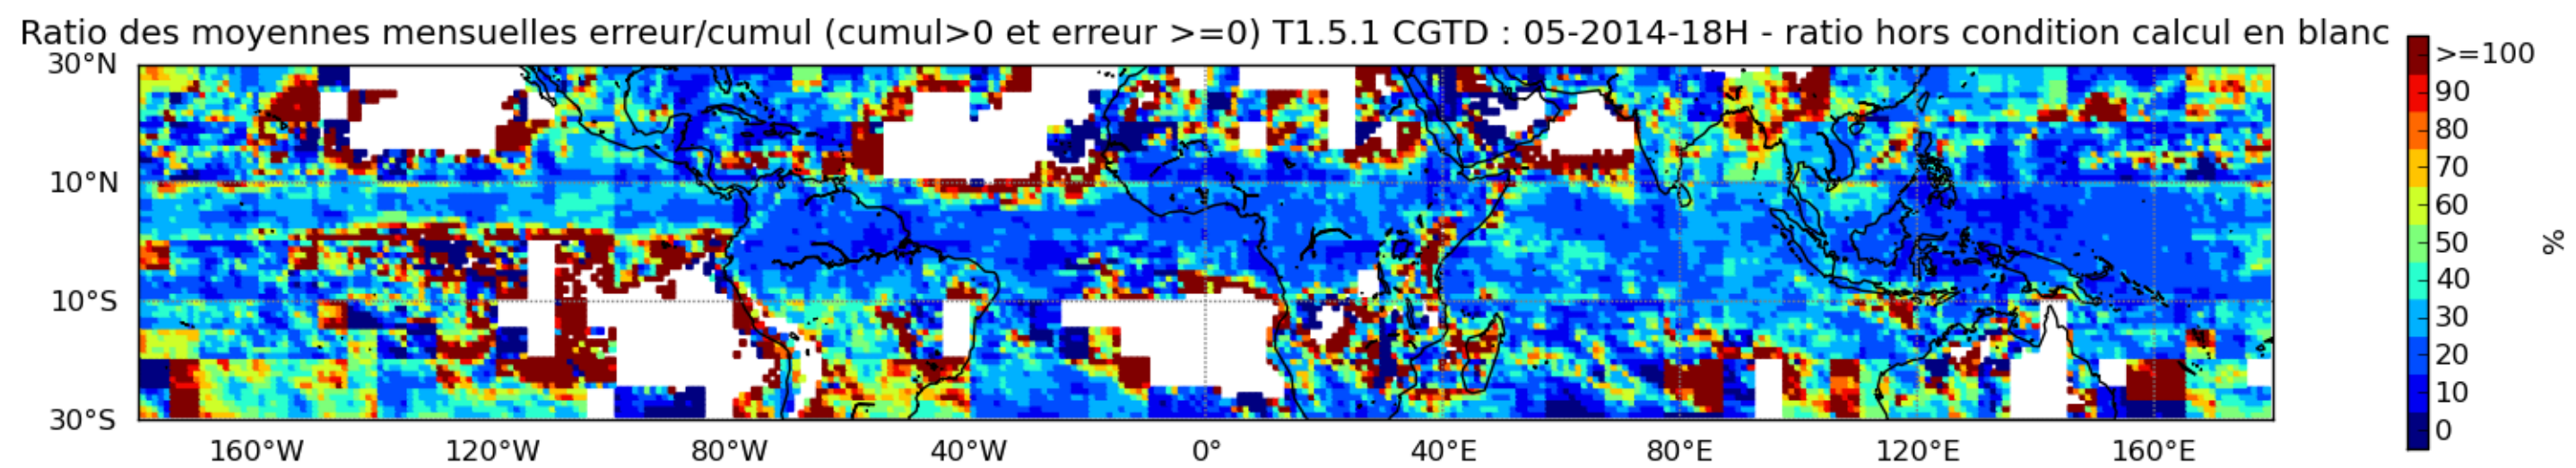 Ratio des moyennes mensuelles erreur/cumul (cumul>0 et erreur >=0) T1.5.1 CGTD : 05-2014-18H - ratio hors condition calcul en blanc
30°N
10°N
10°S
30°S
160°W 120°W 80°W 40°W 0° 40°E 80°E 120°E 160°E
>=100
90
80
70
60
50
40
30
20
10
0
%